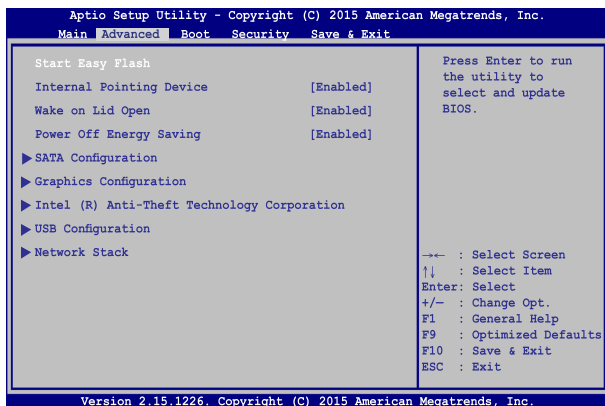 Aptio Setup Utility - Copyright (C) 2015 American Megatrends, Inc.
Main Advanced Boot Security Save & Exit
Start Easy Flash
Internal Pointing Device [Enabled]
Wake on Lid Open [Enabled]
Power Off Energy Saving [Enabled]
SATA Configuration
Graphics Configuration
Intel (R) Anti-Theft Technology Corporation
USB Configuration
Network Stack
Press Enter to run
the utility to
select and update
BIOS.
→← : Select Screen
↑↓ : Select Item
Enter: Select
+/— : Change Opt.
F1 : General Help
F9 : Optimized Defaults
F10 : Save & Exit
ESC : Exit
Version 2.15.1226. Copyright (C) 2015 American Megatrends, Inc.